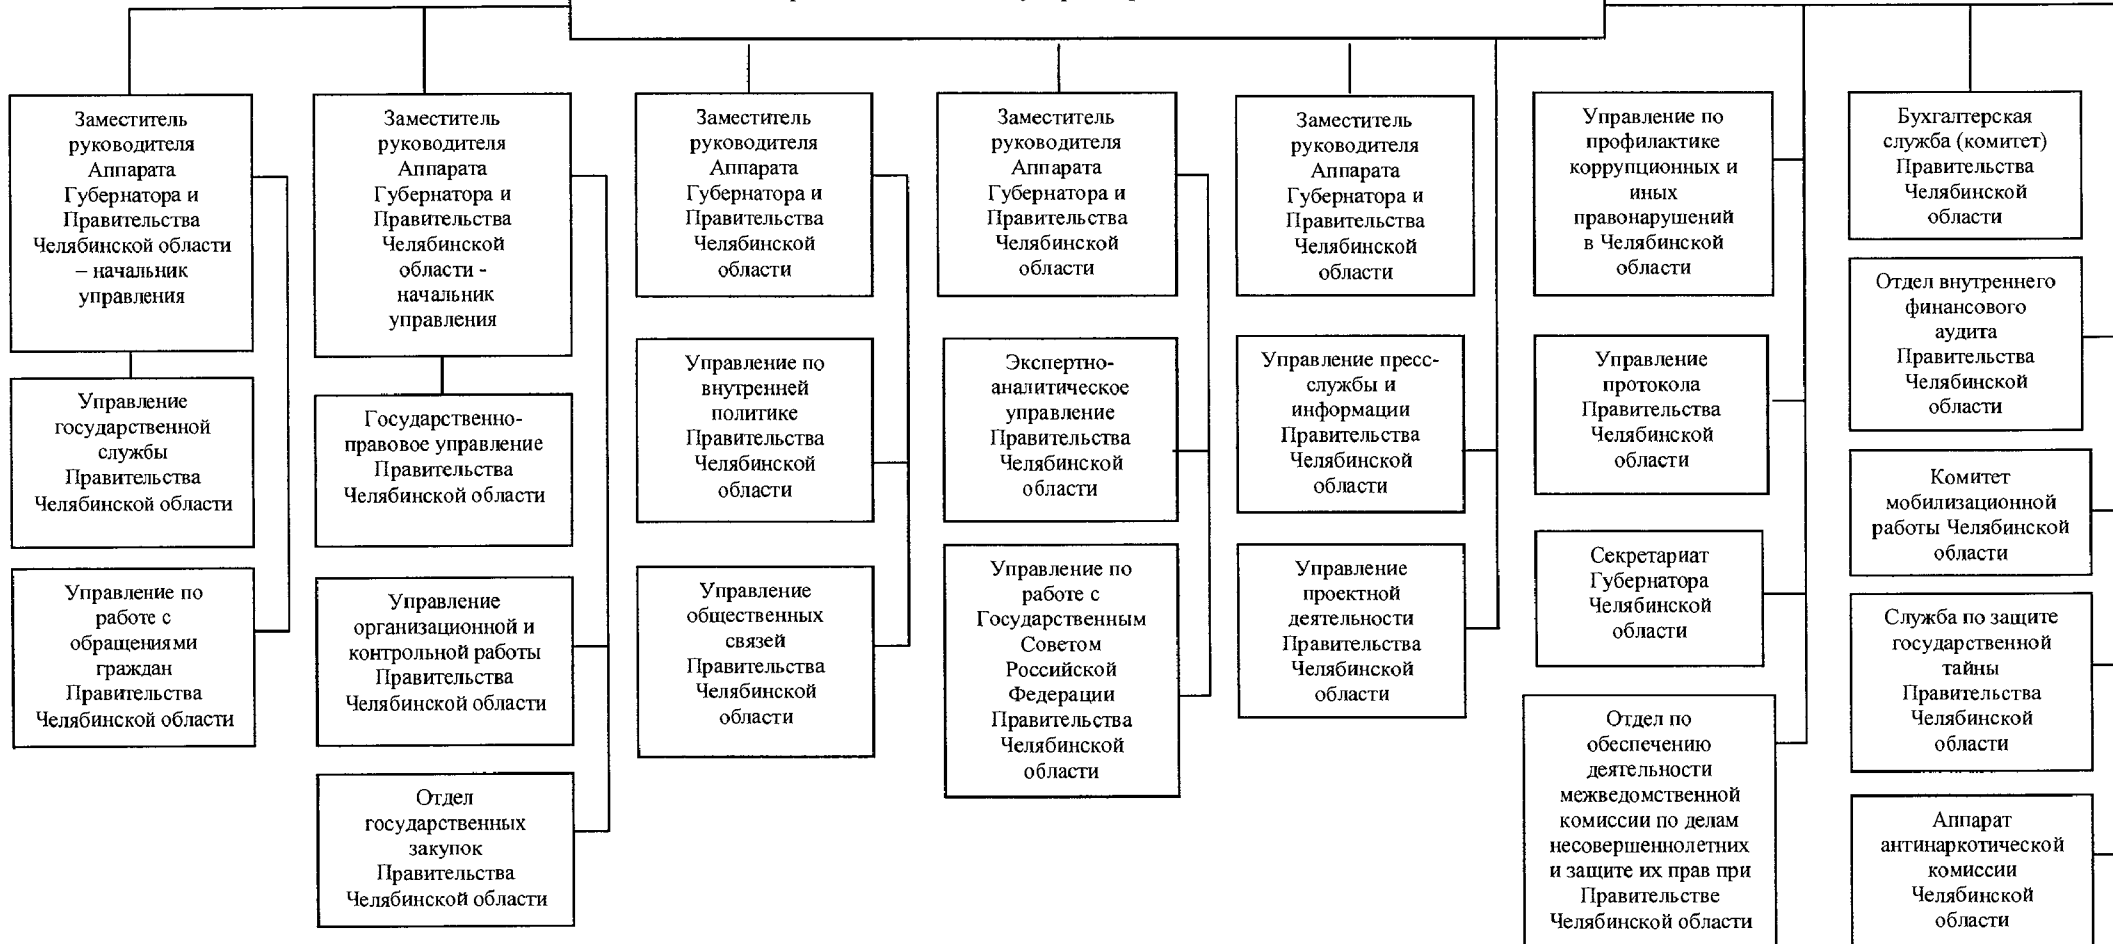 Заместитель
руководителя
Аппарата
Губернатора и
Правительства
Челябинской области
– начальник
управления
Управление
государственной
службы
Правительства
Челябинской области
Управление по
работе с
обращениями
граждан
Правительства
Челябинской области
Заместитель
руководителя
Аппарата
Губернатора и
Правительства
Челябинской
области -
начальник
управления
Государственно-
правовое управление
Правительства
Челябинской области
Управление
организационной и
контрольной работы
Правительства
Челябинской области
Отдел
государственных
закупок
Правительства
Челябинской области
Заместитель
руководителя
Аппарата
Губернатора и
Правительства
Челябинской
области
Управление по
внутренней
политике
Правительства
Челябинской
области
Управление
общественных
связей
Правительства
Челябинской
области
Заместитель
руководителя
Аппарата
Губернатора и
Правительства
Челябинской
области
Экспертно-
аналитическое
управление
Правительства
Челябинской
области
Управление по
работе с
Государственным
Советом
Российской
Федерации
Правительства
Челябинской
области
Заместитель
руководителя
Аппарата
Губернатора и
Правительства
Челябинской
области
Управление пресс-
службы и
информации
Правительства
Челябинской
области
Управление
проектной
деятельности
Правительства
Челябинской
области
Управление по
профилактике
коррупционных и
иных
правонарушений
в Челябинской
области
Управление
протокола
Правительства
Челябинской
области
Секретариат
Губернатора
Челябинской
области
Отдел по
обеспечению
деятельности
межведомственной
комиссии по делам
несовершеннолетних
и защите их прав при
Правительстве
Челябинской области
Бухгалтерская
служба (комитет)
Правительства
Челябинской
области
Отдел внутреннего
финансового
аудита
Правительства
Челябинской
области
Комитет
мобилизационной
работы Челябинской
области
Служба по защите
государственной
тайны
Правительства
Челябинской
области
Аппарат
антинаркотической
комиссии
Челябинской
области